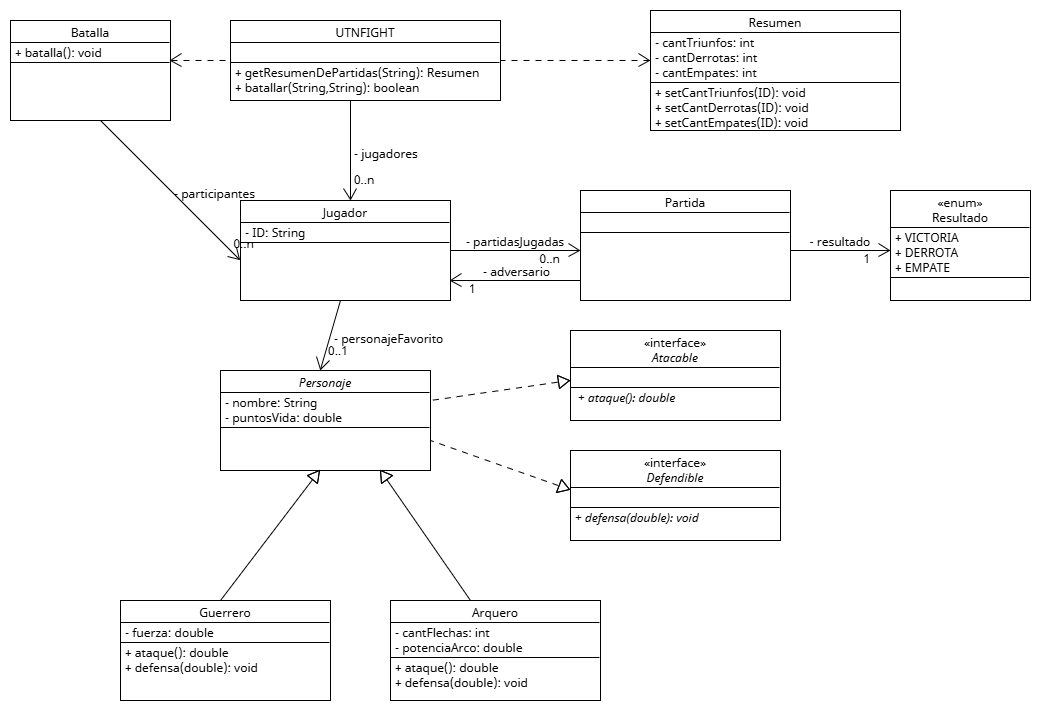 Batalla
+ batalla(): void
UTNFIGHT
+ getResumenDePartidas(String): Resumen
+ batallar(String,String): boolean
Resumen
- cantTriunfos: int
- cantDerrotas: int
- cantEmpates: int
+ setCantTriunfos(ID): void
+ setCantDerrotas(ID): void
+ setCantEmpates(ID): void
- jugadores
0..n
- participantes
0..n
Jugador
- ID: String
- partidasJugadas
0..n
- adversario
1
Partida
- resultado
1
«enum»
Resultado
+ VICTORIA
+ DERROTA
+ EMPATE
- personajeFavorito
0..1
Personaje
- nombre: String
- puntosVida: double
«interface»
Atacable
+ ataque(): double
«interface»
Defendible
+ defensa(double): void
Guerrero
- fuerza: double
+ ataque(): double
+ defensa(double): void
Arquero
- cantFlechas: int
- potenciaArco: double
+ ataque(): double
+ defensa(double): void